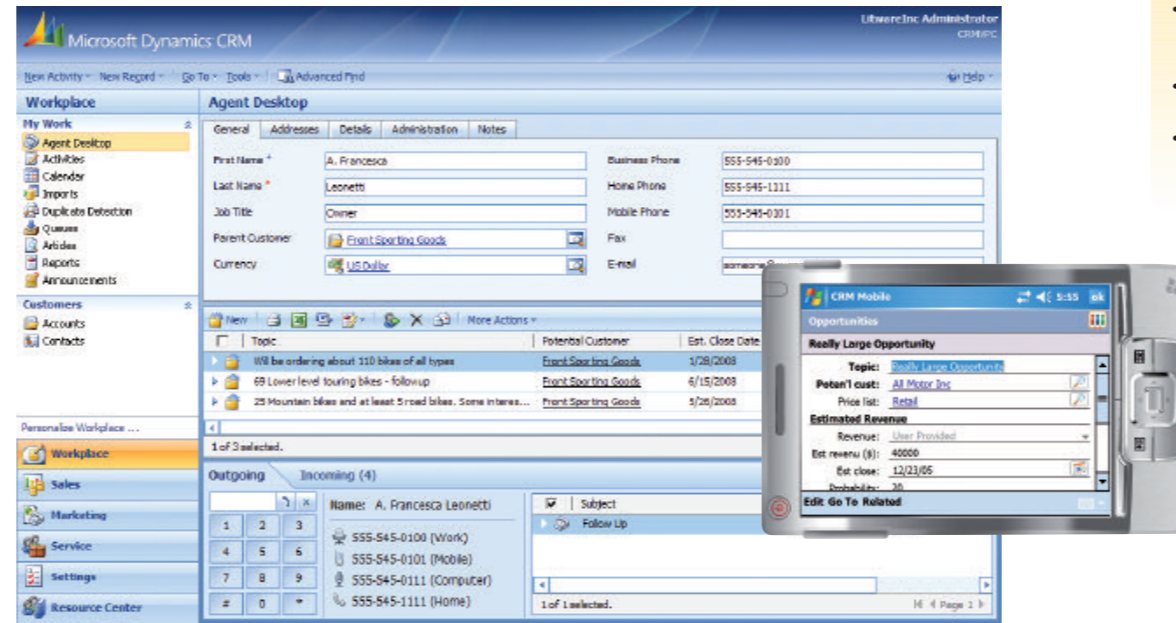 LitwareInc Administrator
CRMIPC
Microsoft Dynamics CRM
New Activity New Record Go To Tools Advanced Find Help
Workplace
Agent Desktop
My Work
Agent Desktop
Activities
Calendar
Imports
Duplicate Detection
Queues
Articles
Reports
Announcements
Customers
Accounts
Contacts
Personalize Workplace ...
Workplace
Sales
Marketing
Service
Settings
Resource Center
General Addresses Details Administration Notes
First Name + A. Francesca Business Phone 555-545-0100
Last Name * Leonetti Home Phone 555-545-1111
Job Title Owner Mobile Phone 555-545-0101
Parent Customer Front Sporting Goods Fax
Currency US Dollar E-mail
New More Actions
Topic Potential Customer Est. Close Date
Will be ordering about 110 bikes of all types Front Sporting Goods 1/28/2008
69 Lower level touring bikes - followup Front Sporting Goods 6/15/2008
25 Mountain bikes and at least 5 road bikes. Some interes... Front Sporting Goods 5/26/2008
1 of 3 selected.
Outgoing Incoming (4)
1 2 3
4 5 6
7 8 9
# 0 *
Name: A. Francesca Leonetti
555-545-0100 (Work)
555-545-0101 (Mobile)
555-545-0111 (Computer)
555-545-1111 (Home)
Subject
Follow Up
1 of 1 selected. Page 1
CRM Mobile 5:55 ok
Opportunities
Really Large Opportunity
Topic: Really Large Opportunity
Poten'l cust: All Motor Inc
Price list: Retail
Estimated Revenue
Revenue: User Provided
Est revenu ($): 40000
Est close: 12/23/05
Probability: 20
Edit Go To Related